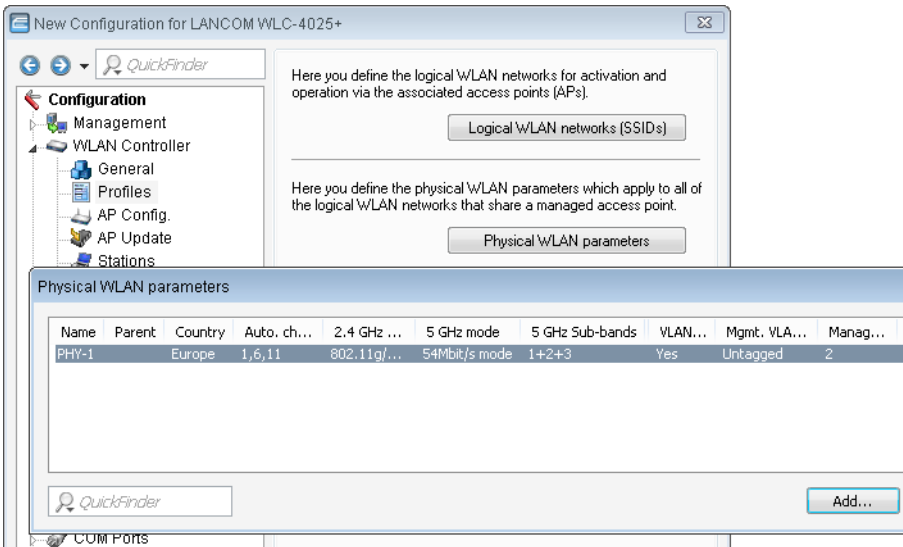 New Configuration for LANCOM WLC-4025+
QuickFinder
Configuration
Management
WLAN Controller
General
Profiles
AP Config.
AP Update
Stations
Here you define the logical WLAN networks for activation and
operation via the associated access points (APs).
Logical WLAN networks (SSIDs)
Here you define the physical WLAN parameters which apply to all of
the logical WLAN networks that share a managed access point.
Physical WLAN parameters
Physical WLAN parameters
Name Parent Country Auto. ch... 2.4 GHz ... 5 GHz mode 5 GHz Sub-bands VLAN... Mgmt. VLA... Manag...
PHY-1 Europe 1,6,11 802.11g/... 54Mbit/s mode 1+2+3 Yes Untagged 2
QuickFinder
Add...
COM Ports